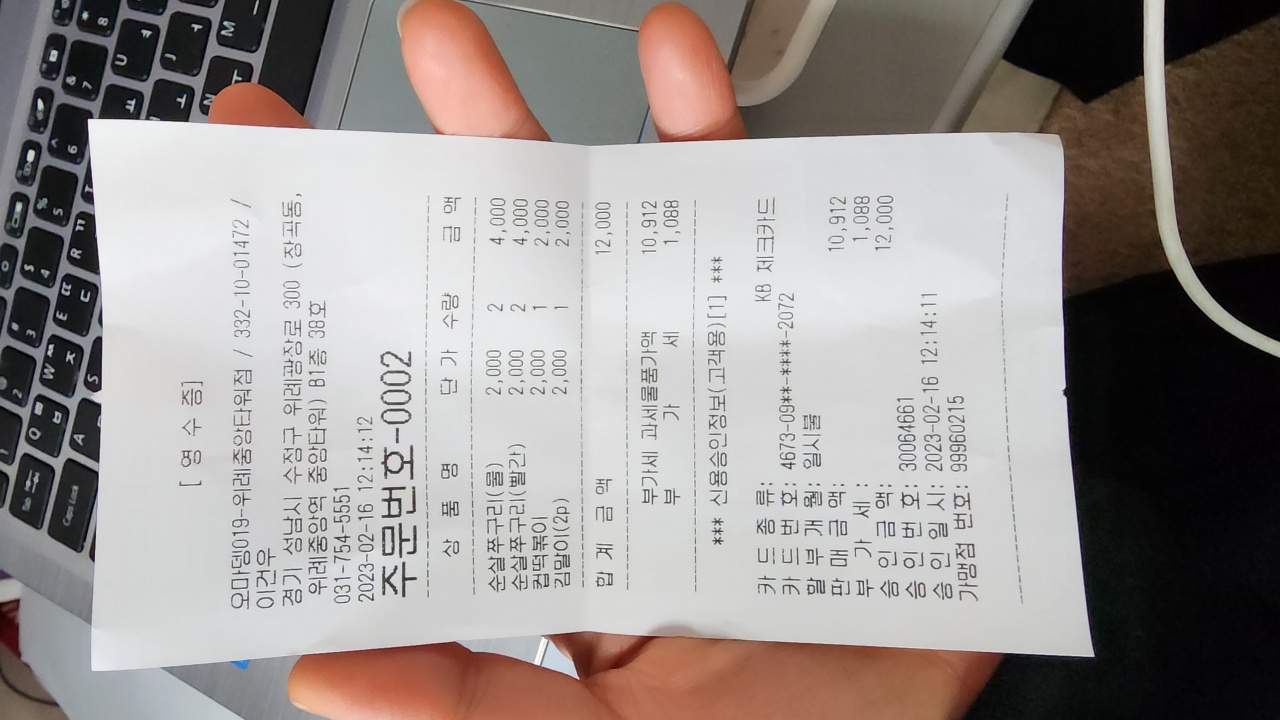 [ 영 수 증]
오마뎅019-위례중앙타워점 / 332-10-01472 /
이건우
경기 성남시 수정구 위례광장로 300 (창곡동,
위례중앙역 중앙타워) B1층 38호
031-754-5551
2023-02-16 12:14:12
주문번호-0002
상 품 명 단 가 수량 금 액
순살쭈구리(물) 2,000 2 4,000
순살쭈구리(빨간) 2,000 2 4,000
컵떡볶이 2,000 1 2,000
김말이(2p) 2,000 1 2,000
합 계 금 액 12,000
부가세 과세물품가액 10,912
부 가 세 1,088
*** 신용승인정보(고객용)[1] ***
카 드 종 류: KB 체크카드
카 드 번 호: 4673-09**-****-2072
할 부 개 월: 일시불
판 매 금 액: 10,912
부 가 세: 1,088
승 인 금 액: 12,000
승 인 번 호: 30064661
승 인 일 시: 2023-02-16 12:14:11
가맹점 번호: 99960215